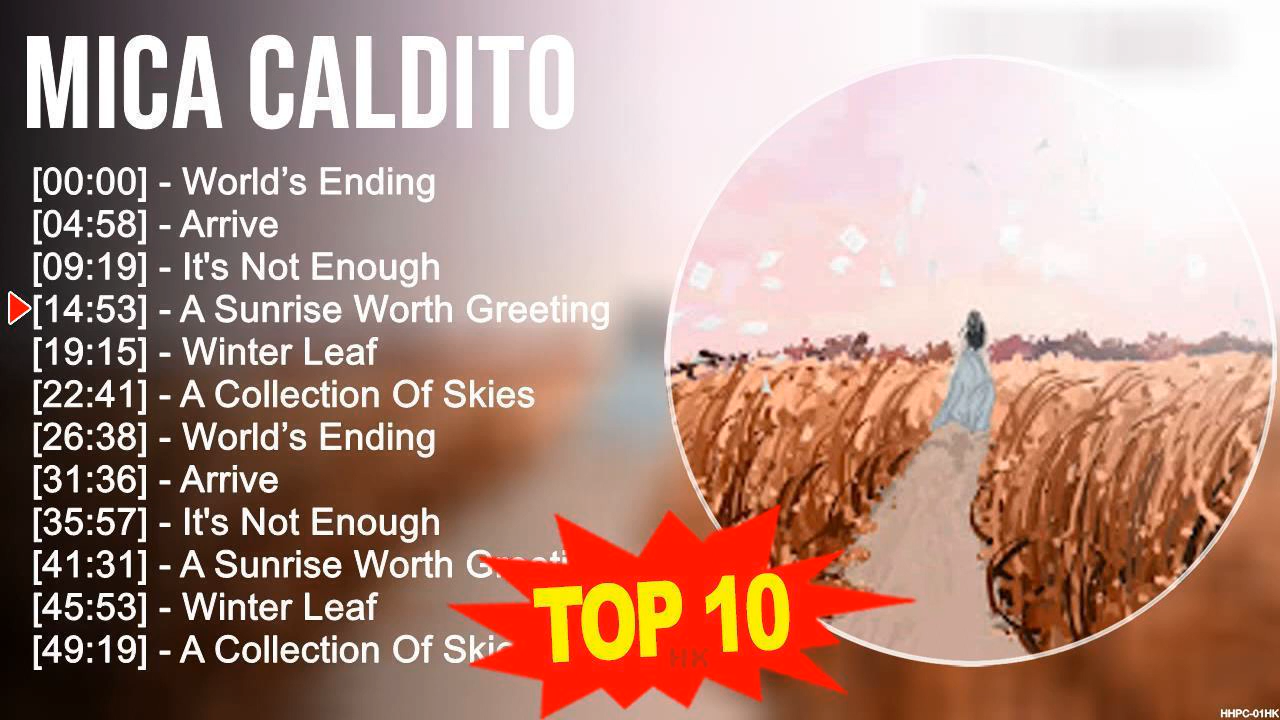 MICA CALDITO
[00:00] - World’s Ending
[04:58] - Arrive
[09:19] - It's Not Enough
[14:53] - A Sunrise Worth Greeting
[19:15] - Winter Leaf
[22:41] - A Collection Of Skies
[26:38] - World’s Ending
[31:36] - Arrive
[35:57] - It's Not Enough
[41:31] - A Sunrise Worth
[45:53] - Winter Leaf
[49:19] - A Collection Of
TOP 10
HK
HHPC-01HK